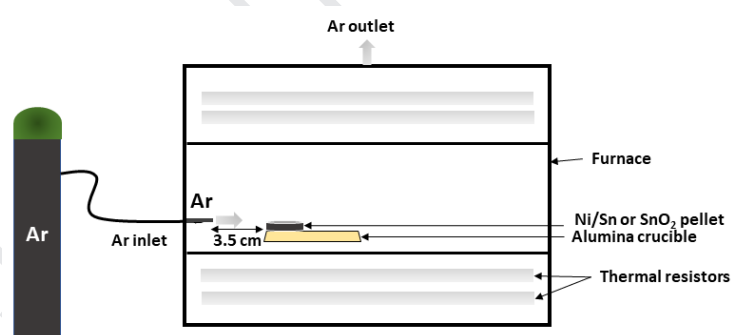 Ar outlet
Furnace
Ar
Ni/Sn or SnO₂ pellet
Ar
Ar inlet
3.5 cm
Alumina crucible
Thermal resistors